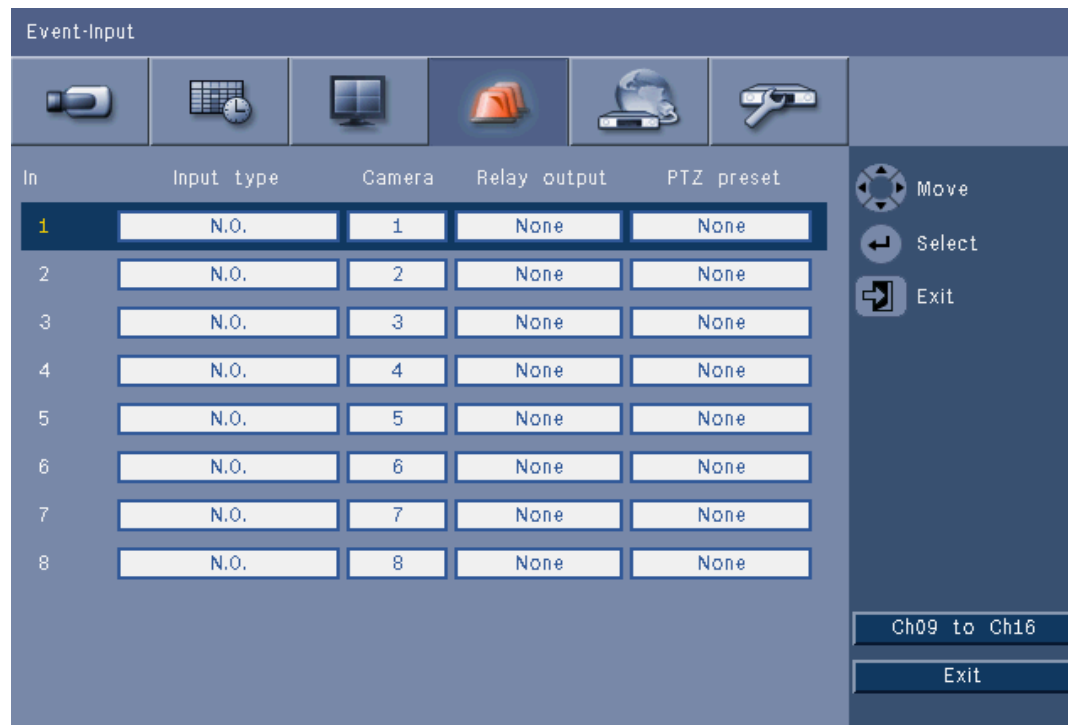 Event-Input
In Input type Camera Relay output PTZ preset
1 N.O. 1 None None
2 N.O. 2 None None
3 N.O. 3 None None
4 N.O. 4 None None
5 N.O. 5 None None
6 N.O. 6 None None
7 N.O. 7 None None
8 N.O. 8 None None
Move
Select
Exit
Ch09 to Ch16
Exit